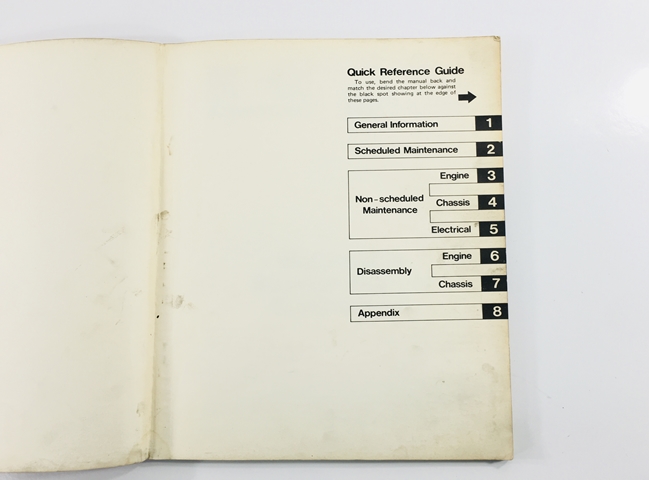 Quick Reference Guide
To use, bend the manual back and
match the desired chapter below against
the black spot showing at the edge of
these pages.
General Information 1
Scheduled Maintenance 2
Non-scheduled
Maintenance
Engine 3
Chassis 4
Electrical 5
Disassembly
Engine 6
Chassis 7
Appendix 8